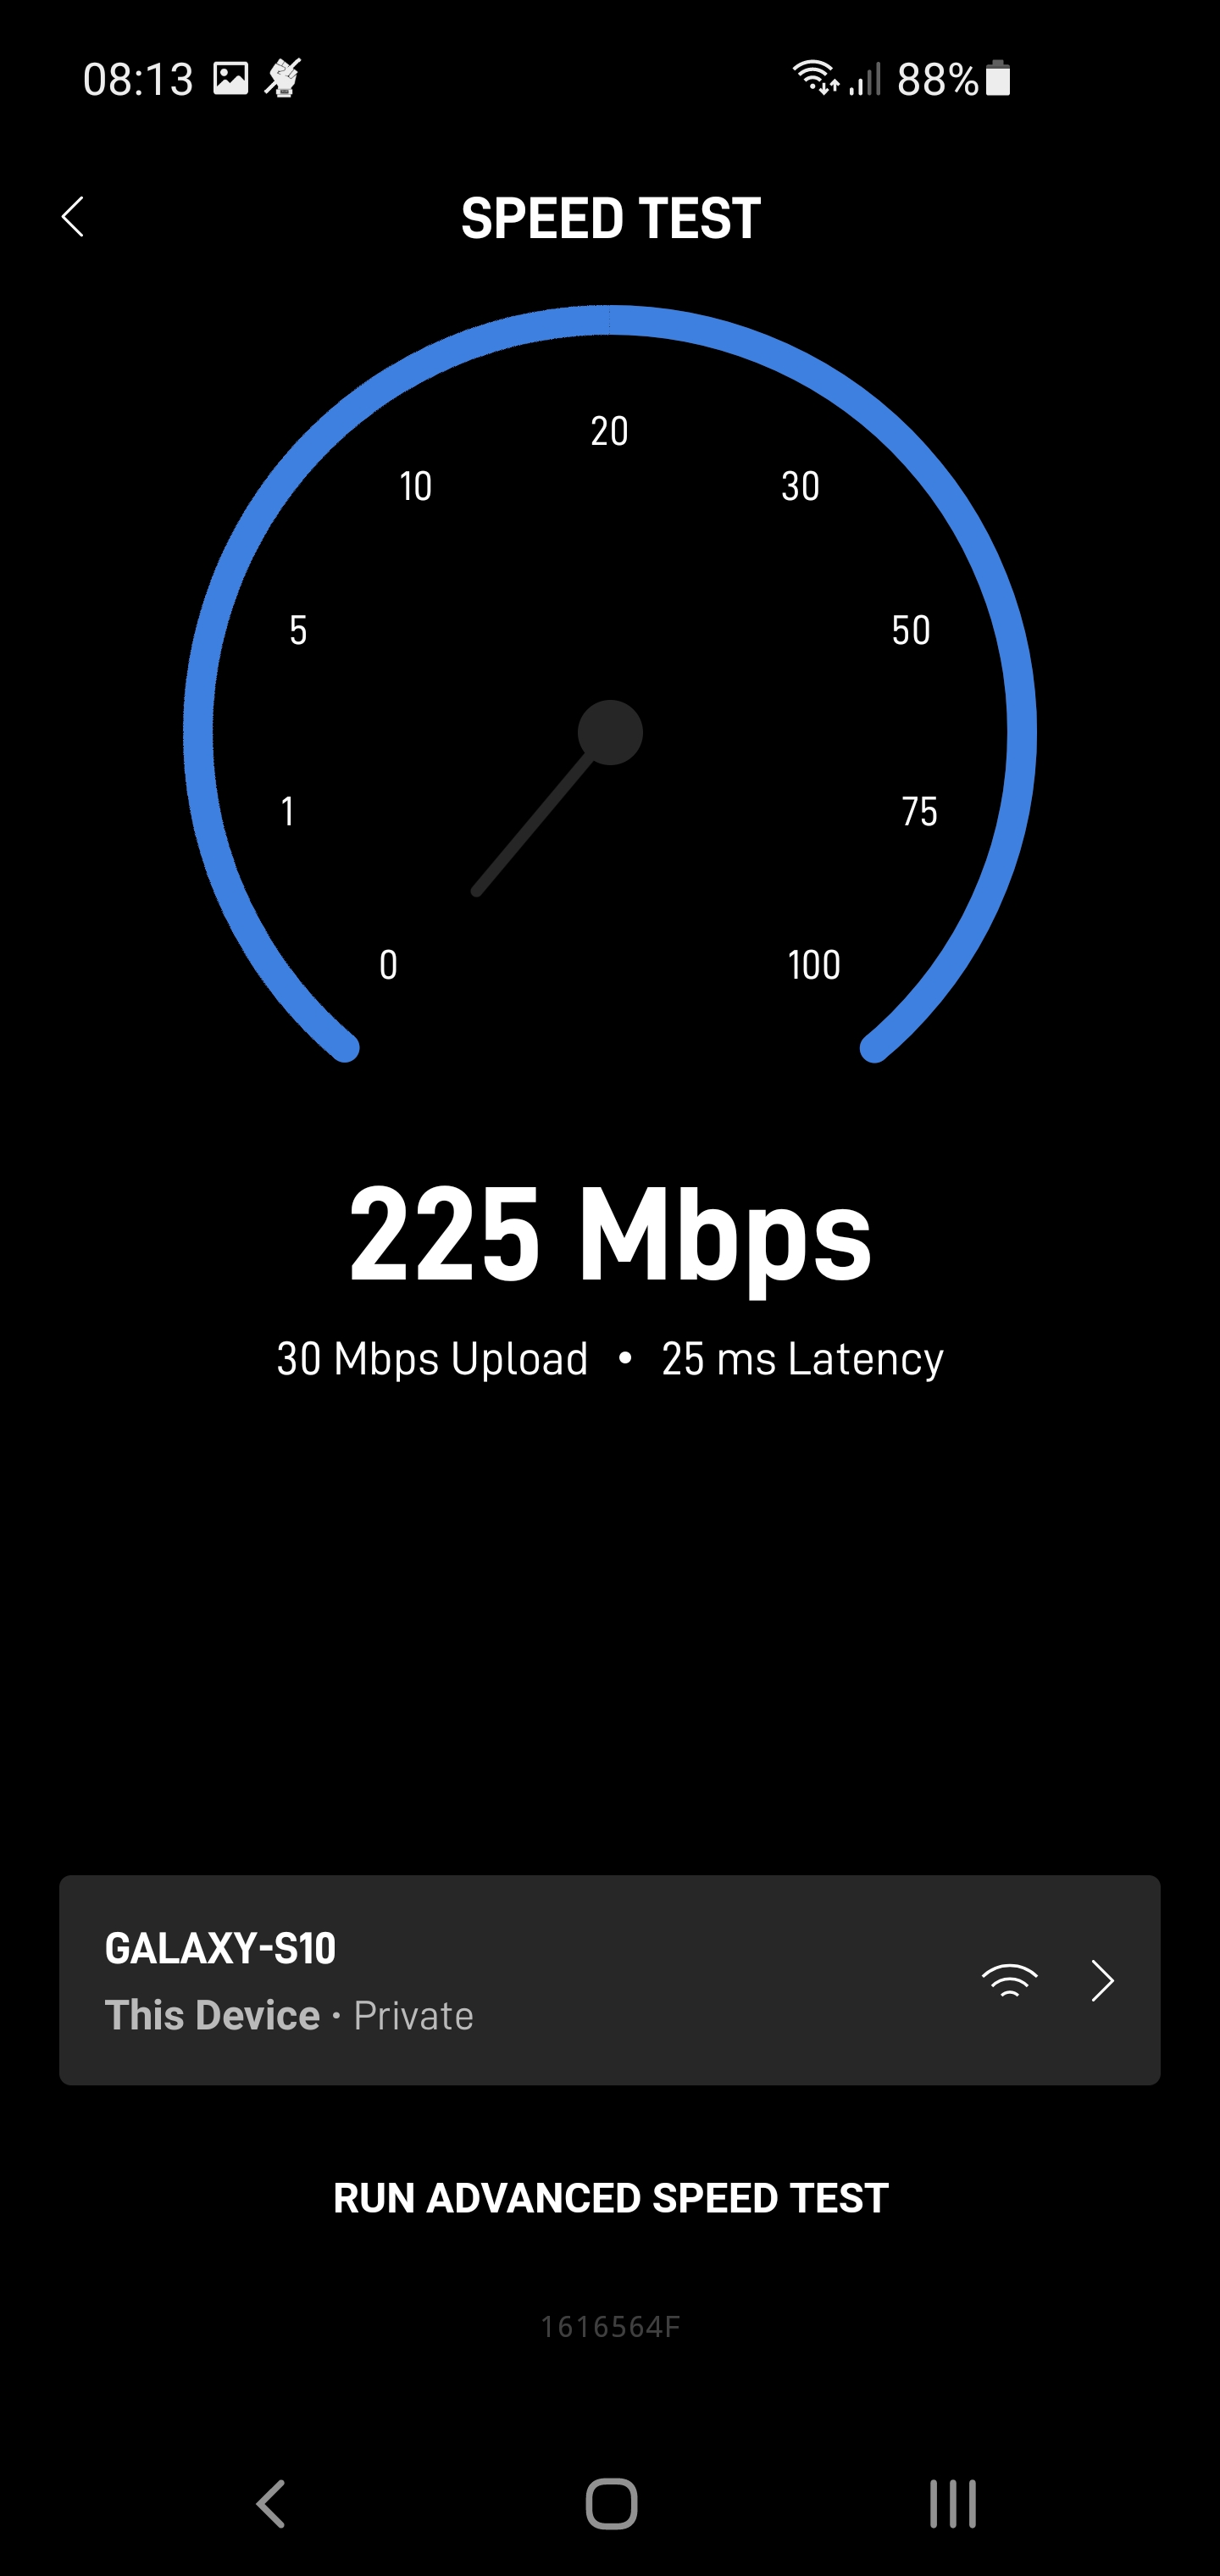 08:13 88%
SPEED TEST
20
10 30
5 50
1 75
0 100
225 Mbps
30 Mbps Upload • 25 ms Latency
GALAXY-S10
This Device · Private
RUN ADVANCED SPEED TEST
1616564F